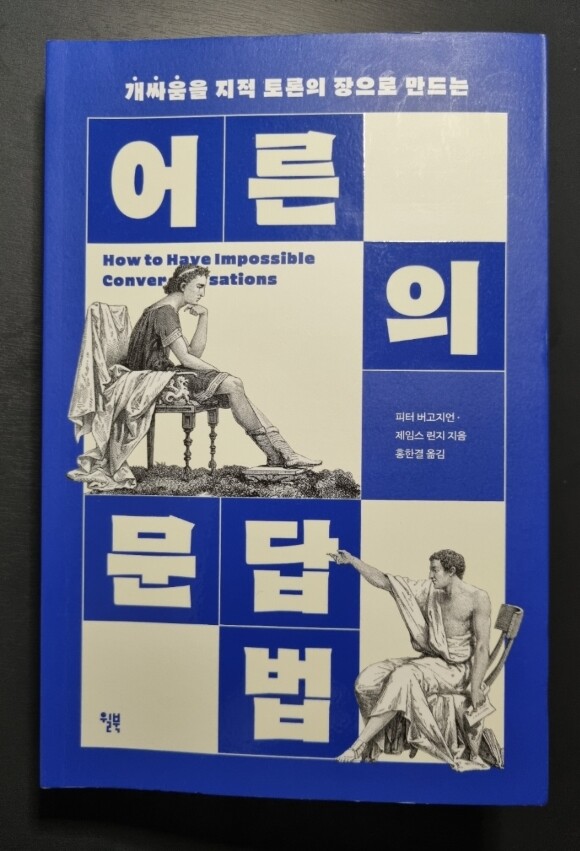 개싸움을 지적 토론의 장으로 만드는
어른
How to Have Impossible
Conversations
의
피터 버고지언·
제임스 린지 지음
홍한결 옮김
문답
법
윌북